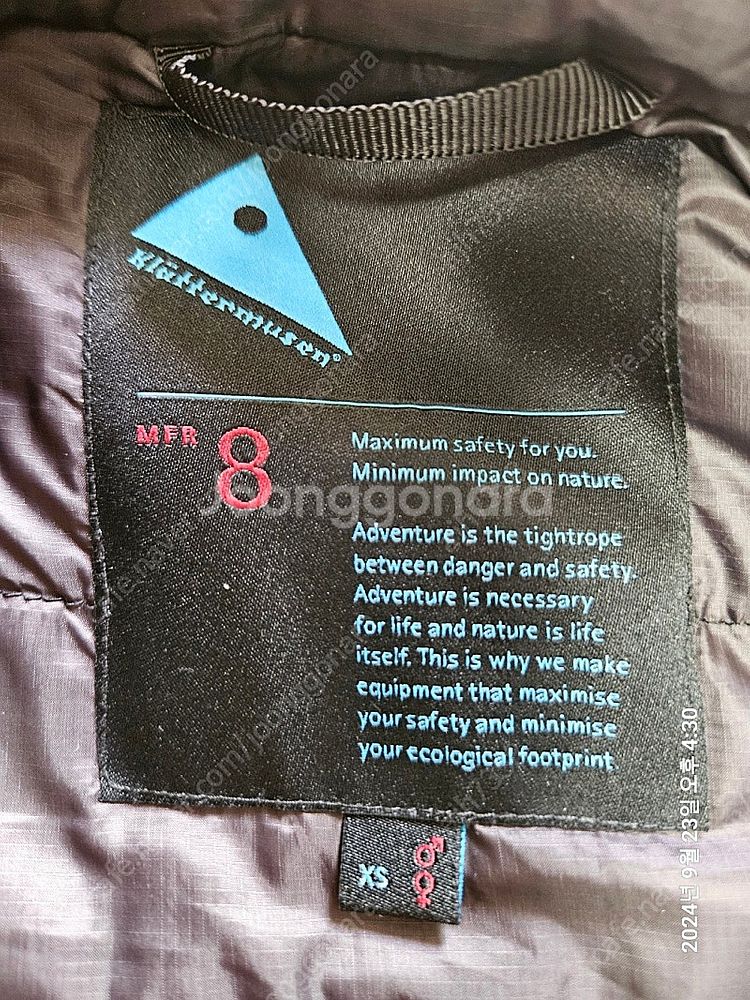 Klättermusen®
MFR 8
Maximum safety for you.
Minimum impact on nature.
Joonggonara
Adventure is the tightrope
between danger and safety.
Adventure is necessary
for life and nature is life
itself. This is why we make
equipment that maximise
your safety and minimise
your ecological footprint
XS
2024년 9월 23일 오후 4:30